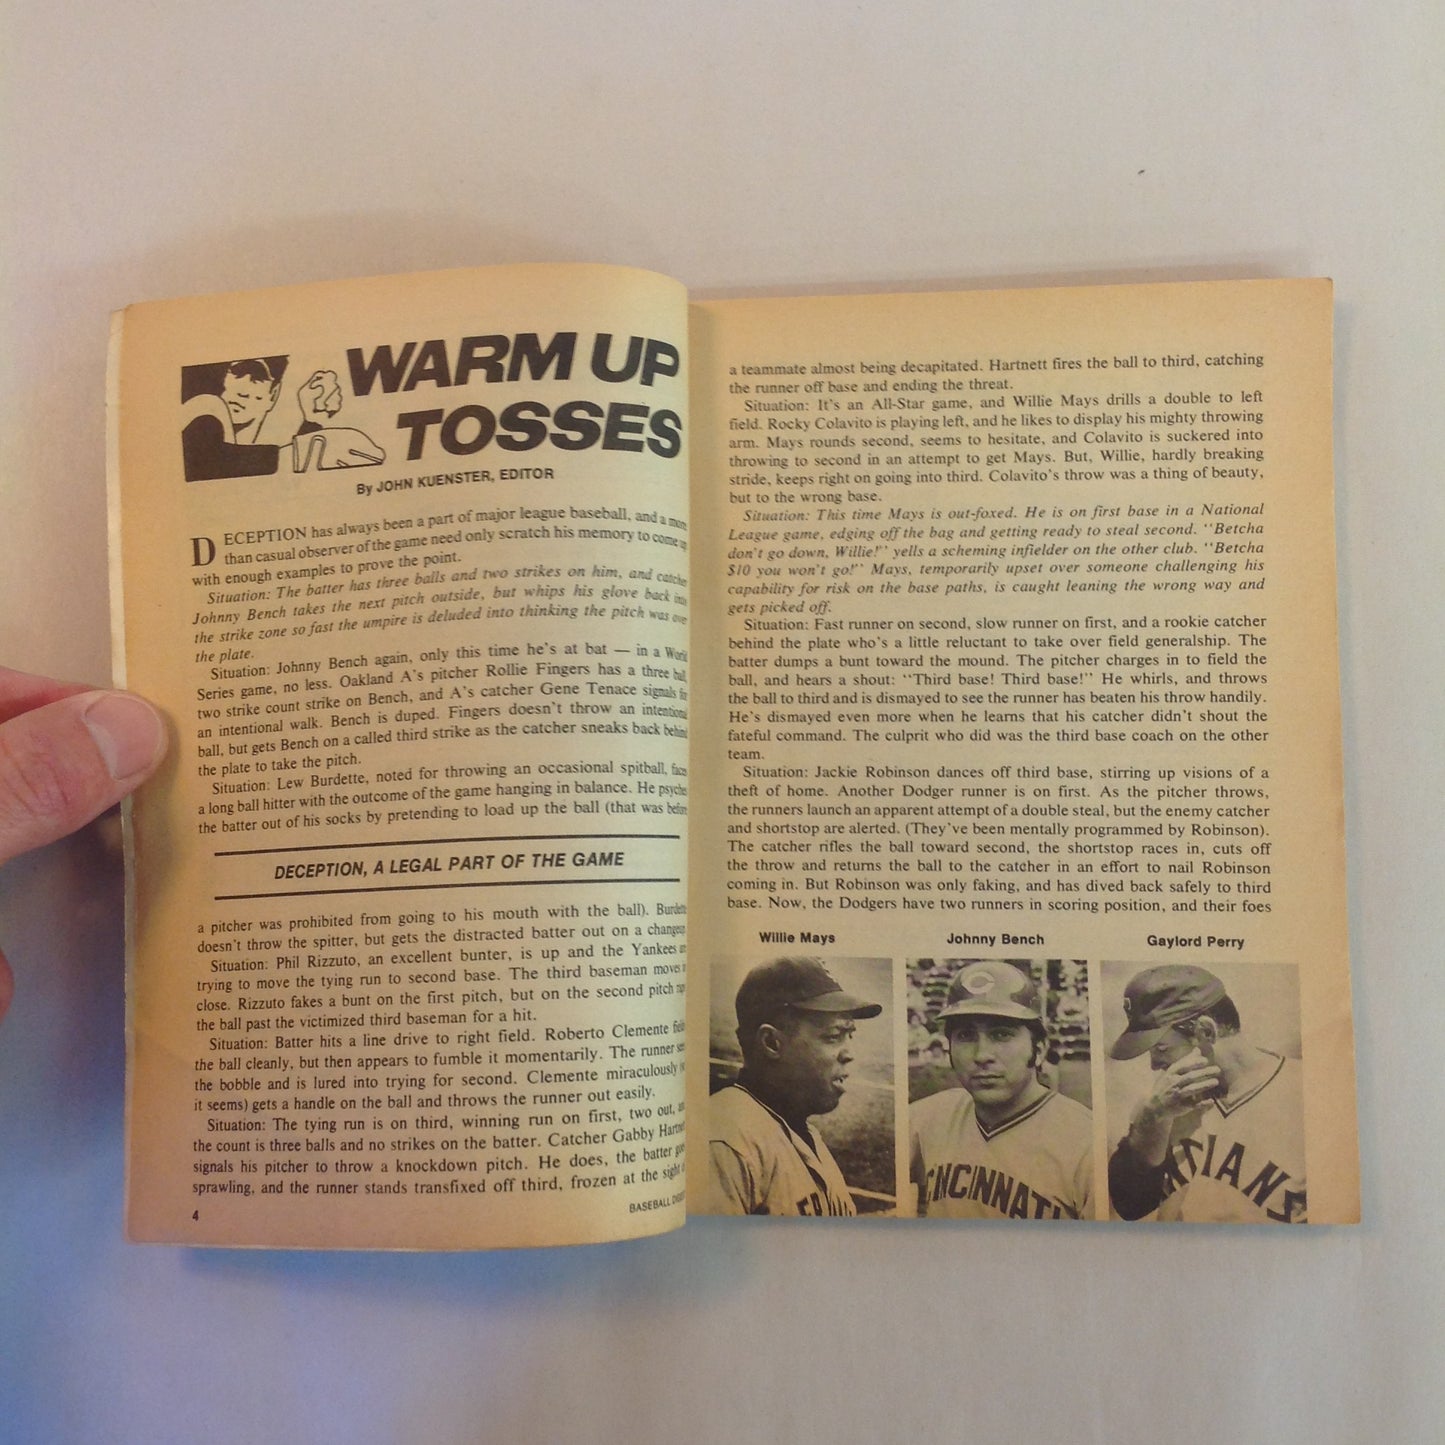 WARM UP
TOSSES
By JOHN KUENSTER, EDITOR
DECEPTION has always been a part of major league baseball, and a more
than casual observer of the game need only scratch his memory to come up
with enough examples to prove the point.
Situation: The batter has three balls and two strikes on him, and catcher
Johnny Bench takes the next pitch outside, but whips his glove back into
the strike zone so fast the umpire is deluded into thinking the pitch was over
the plate.
Situation: Johnny Bench again, only this time he's at bat — in a World
Series game, no less. Oakland A's pitcher Rollie Fingers has a three ball,
two strike count strike on Bench, and A's catcher Gene Tenace signals for
an intentional walk. Bench is duped. Fingers doesn't throw an intentional
ball, but gets Bench on a called third strike as the catcher sneaks back behind
the plate to take the pitch.
Situation: Lew Burdette, noted for throwing an occasional spitball, faces
a long ball hitter with the outcome of the game hanging in balance. He psyches
the batter out of his socks by pretending to load up the ball (that was before
DECEPTION, A LEGAL PART OF THE GAME
a pitcher was prohibited from going to his mouth with the ball). Burdette
doesn't throw the spitter, but gets the distracted batter out on a changeup.
Situation: Phil Rizzuto, an excellent bunter, is up and the Yankees are
trying to move the tying run to second base. The third baseman moves in
close. Rizzuto fakes a bunt on the first pitch, but on the second pitch raps
the ball past the victimized third baseman for a hit.
Situation: Batter hits a line drive to right field. Roberto Clemente fields
the ball cleanly, but then appears to fumble it momentarily. The runner sees
the bobble and is lured into trying for second. Clemente miraculously
it seems) gets a handle on the ball and throws the runner out easily.
Situation: The tying run is on third, winning run on first, two out, and
the count is three balls and no strikes on the batter. Catcher Gabby Hartnett
signals his pitcher to throw a knockdown pitch. He does, the batter goes
sprawling, and the runner stands transfixed off third, frozen at the sight of
4
BASEBALL DIGEST
a teammate almost being decapitated. Hartnett fires the ball to third, catching
the runner off base and ending the threat.
Situation: It's an All-Star game, and Willie Mays drills a double to left
field. Rocky Colavito is playing left, and he likes to display his mighty throwing
arm. Mays rounds second, seems to hesitate, and Colavito is suckered into
throwing to second in an attempt to get Mays. But, Willie, hardly breaking
stride, keeps right on going into third. Colavito's throw was a thing of beauty,
but to the wrong base.
Situation: This time Mays is out-foxed. He is on first base in a National
League game, edging off the bag and getting ready to steal second. "Betcha
don't go down, Willie!" yells a scheming infielder on the other club. "Betcha
$10 you won't go!" Mays, temporarily upset over someone challenging his
capability for risk on the base paths, is caught leaning the wrong way and
gets picked off.
Situation: Fast runner on second, slow runner on first, and a rookie catcher
behind the plate who's a little reluctant to take over field generalship. The
batter dumps a bunt toward the mound. The pitcher charges in to field the
ball, and hears a shout: "Third base! Third base!" He whirls, and throws
the ball to third and is dismayed to see the runner has beaten his throw handily.
He's dismayed even more when he learns that his catcher didn't shout the
fateful command. The culprit who did was the third base coach on the other
team.
Situation: Jackie Robinson dances off third base, stirring up visions of a
theft of home. Another Dodger runner is on first. As the pitcher throws,
the runners launch an apparent attempt of a double steal, but the enemy catcher
and shortstop are alerted. (They've been mentally programmed by Robinson).
The catcher rifles the ball toward second, the shortstop races in, cuts off
the throw and returns the ball to the catcher in an effort to nail Robinson
coming in. But Robinson was only faking, and has dived back safely to third
base. Now, the Dodgers have two runners in scoring position, and their foes
Willie Mays
Johnny Bench
Gaylord Perry
C
CINCINNATI